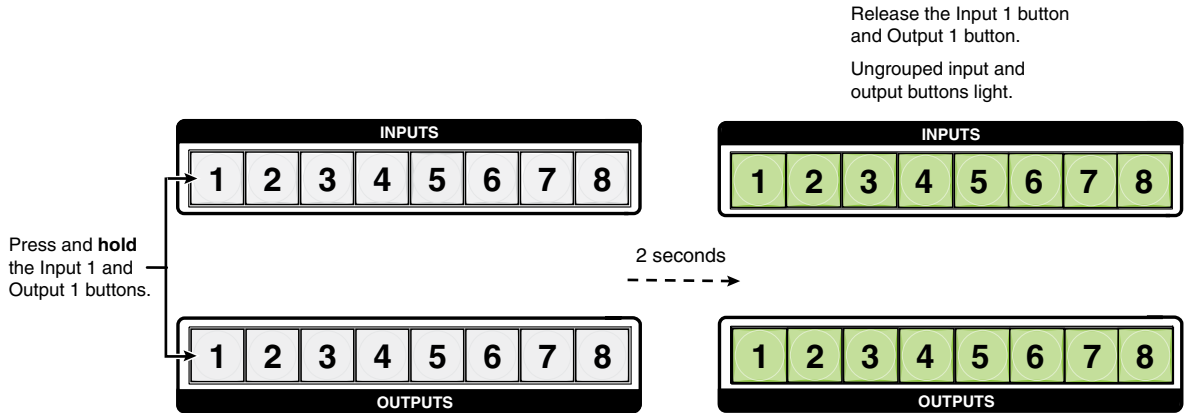 Release the Input 1 button
and Output 1 button.
Ungrouped input and
output buttons light.
INPUTS
1 2 3 4 5 6 7 8
INPUTS
1 2 3 4 5 6 7 8
Press and hold
the Input 1 and
Output 1 buttons.
2 seconds
1 2 3 4 5 6 7 8
OUTPUTS
1 2 3 4 5 6 7 8
OUTPUTS